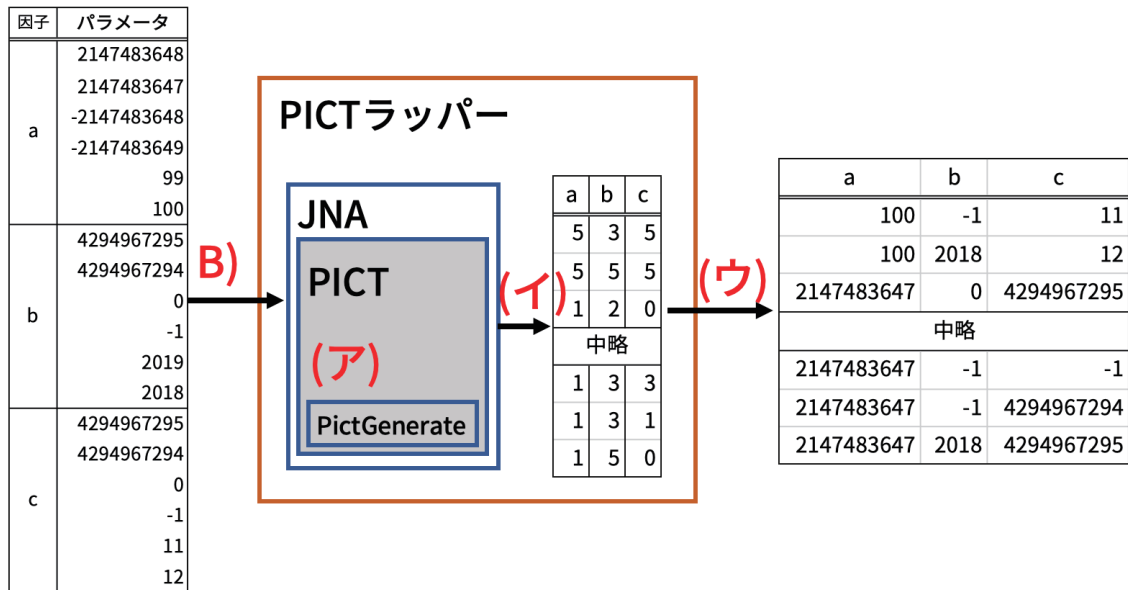 因子 パラメータ
a
2147483648
2147483647
-2147483648
-2147483649
99
100
b
4294967295
4294967294
0
-1
2019
2018
c
4294967295
4294967294
0
-1
11
12
B)
PICTラッパー
JNA
PICT
(ア)
PictGenerate
(イ)
a b c
5 3 5
5 5 5
1 2 0
中略
1 3 3
1 3 1
1 5 0
(ウ)
a b c
100 -1 11
100 2018 12
2147483647 0 4294967295
中略
2147483647 -1 -1
2147483647 -1 4294967294
2147483647 2018 4294967295